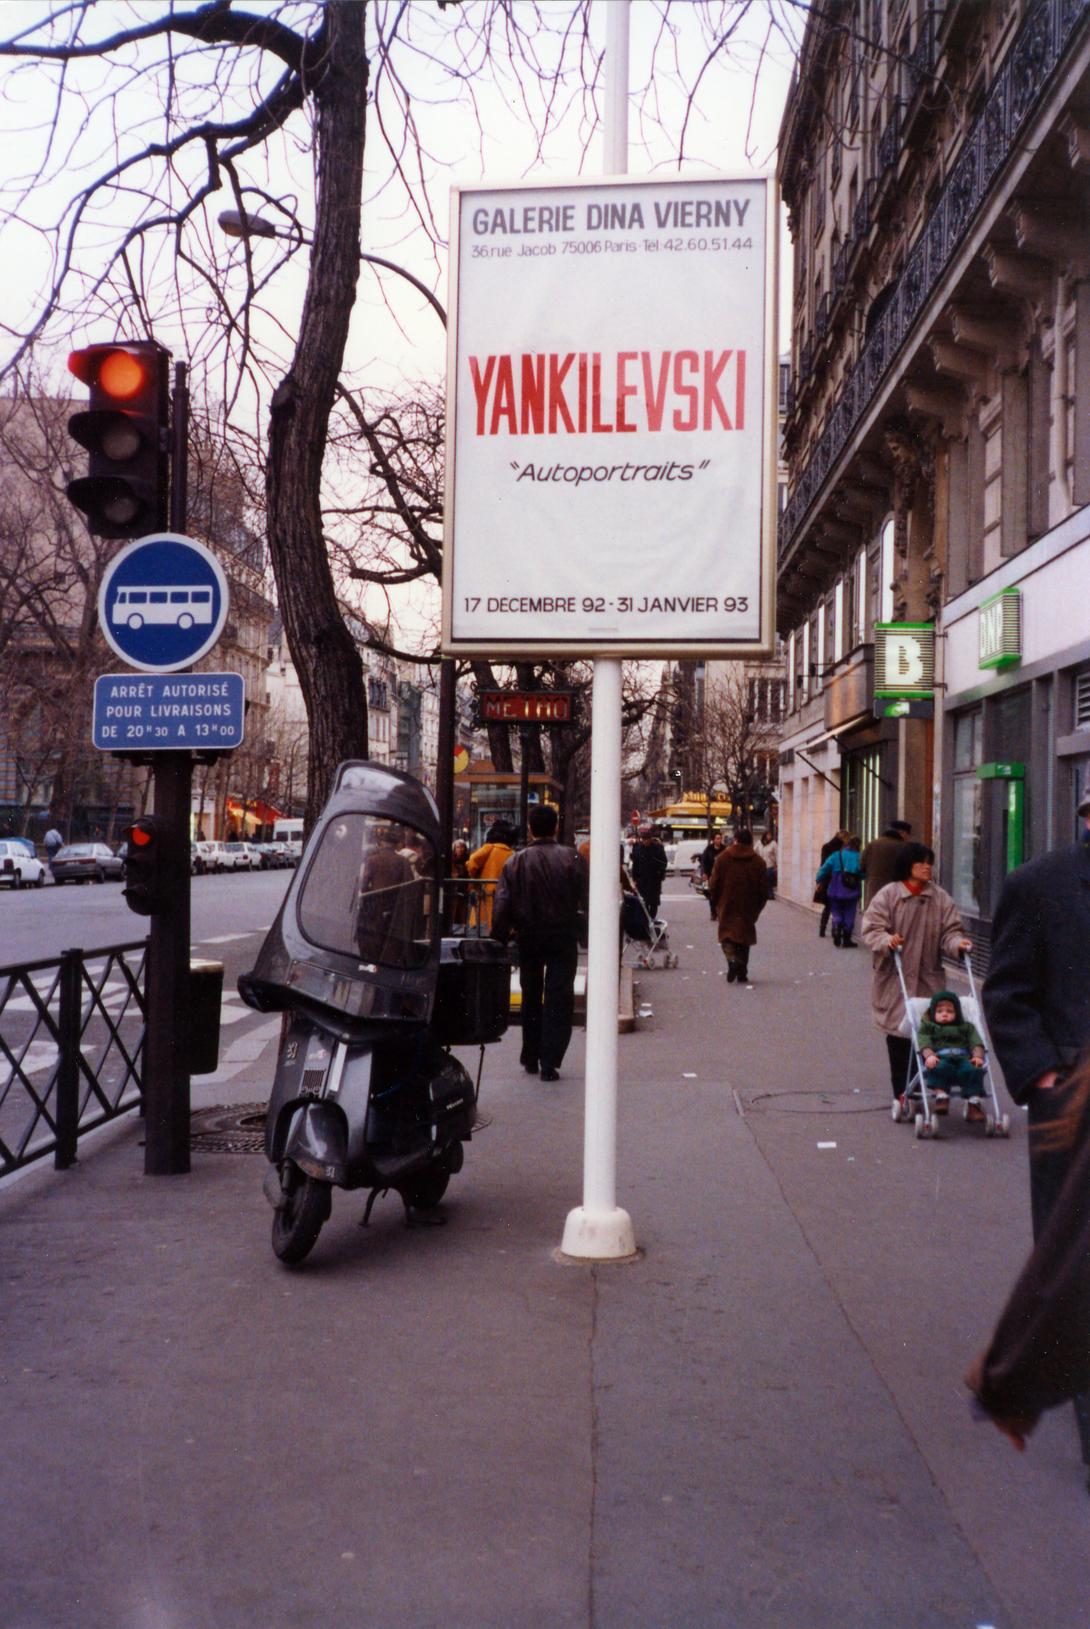 GALERIE DINA VIERNY
36,rue Jacob 75006 Paris-Tel:42.60.51.44
YANKILEVSKI
"Autoportraits"
17 DECEMBRE 92-31 JANVIER 93
ARRÊT AUTORISÉ
POUR LIVRAISONS
DE 20H30 A 13H00
METRO
B
BNP